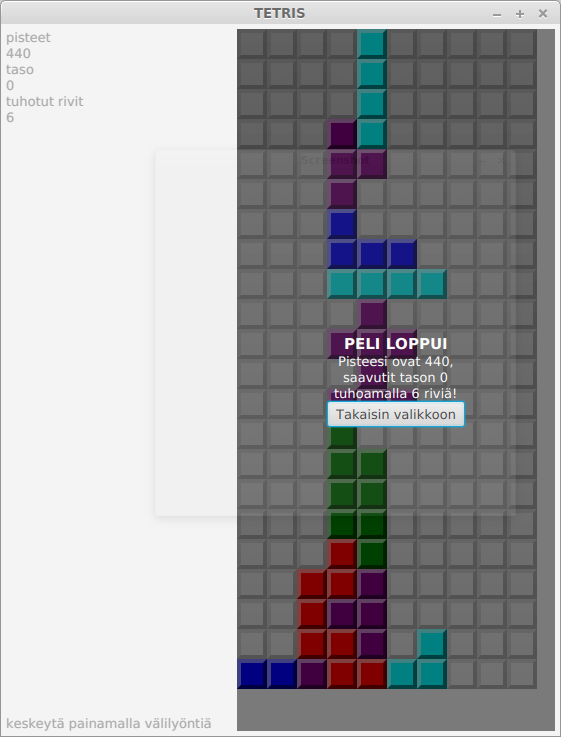 TETRIS
pisteet
440
taso
0
tuhotut rivit
6
Screenshot
PELI LOPPUI
Pisteesi ovat 440,
saavutit tason 0
tuhoamalla 6 riviä!
Takaisin valikkoon
keskeytä painamalla välilyöntiä